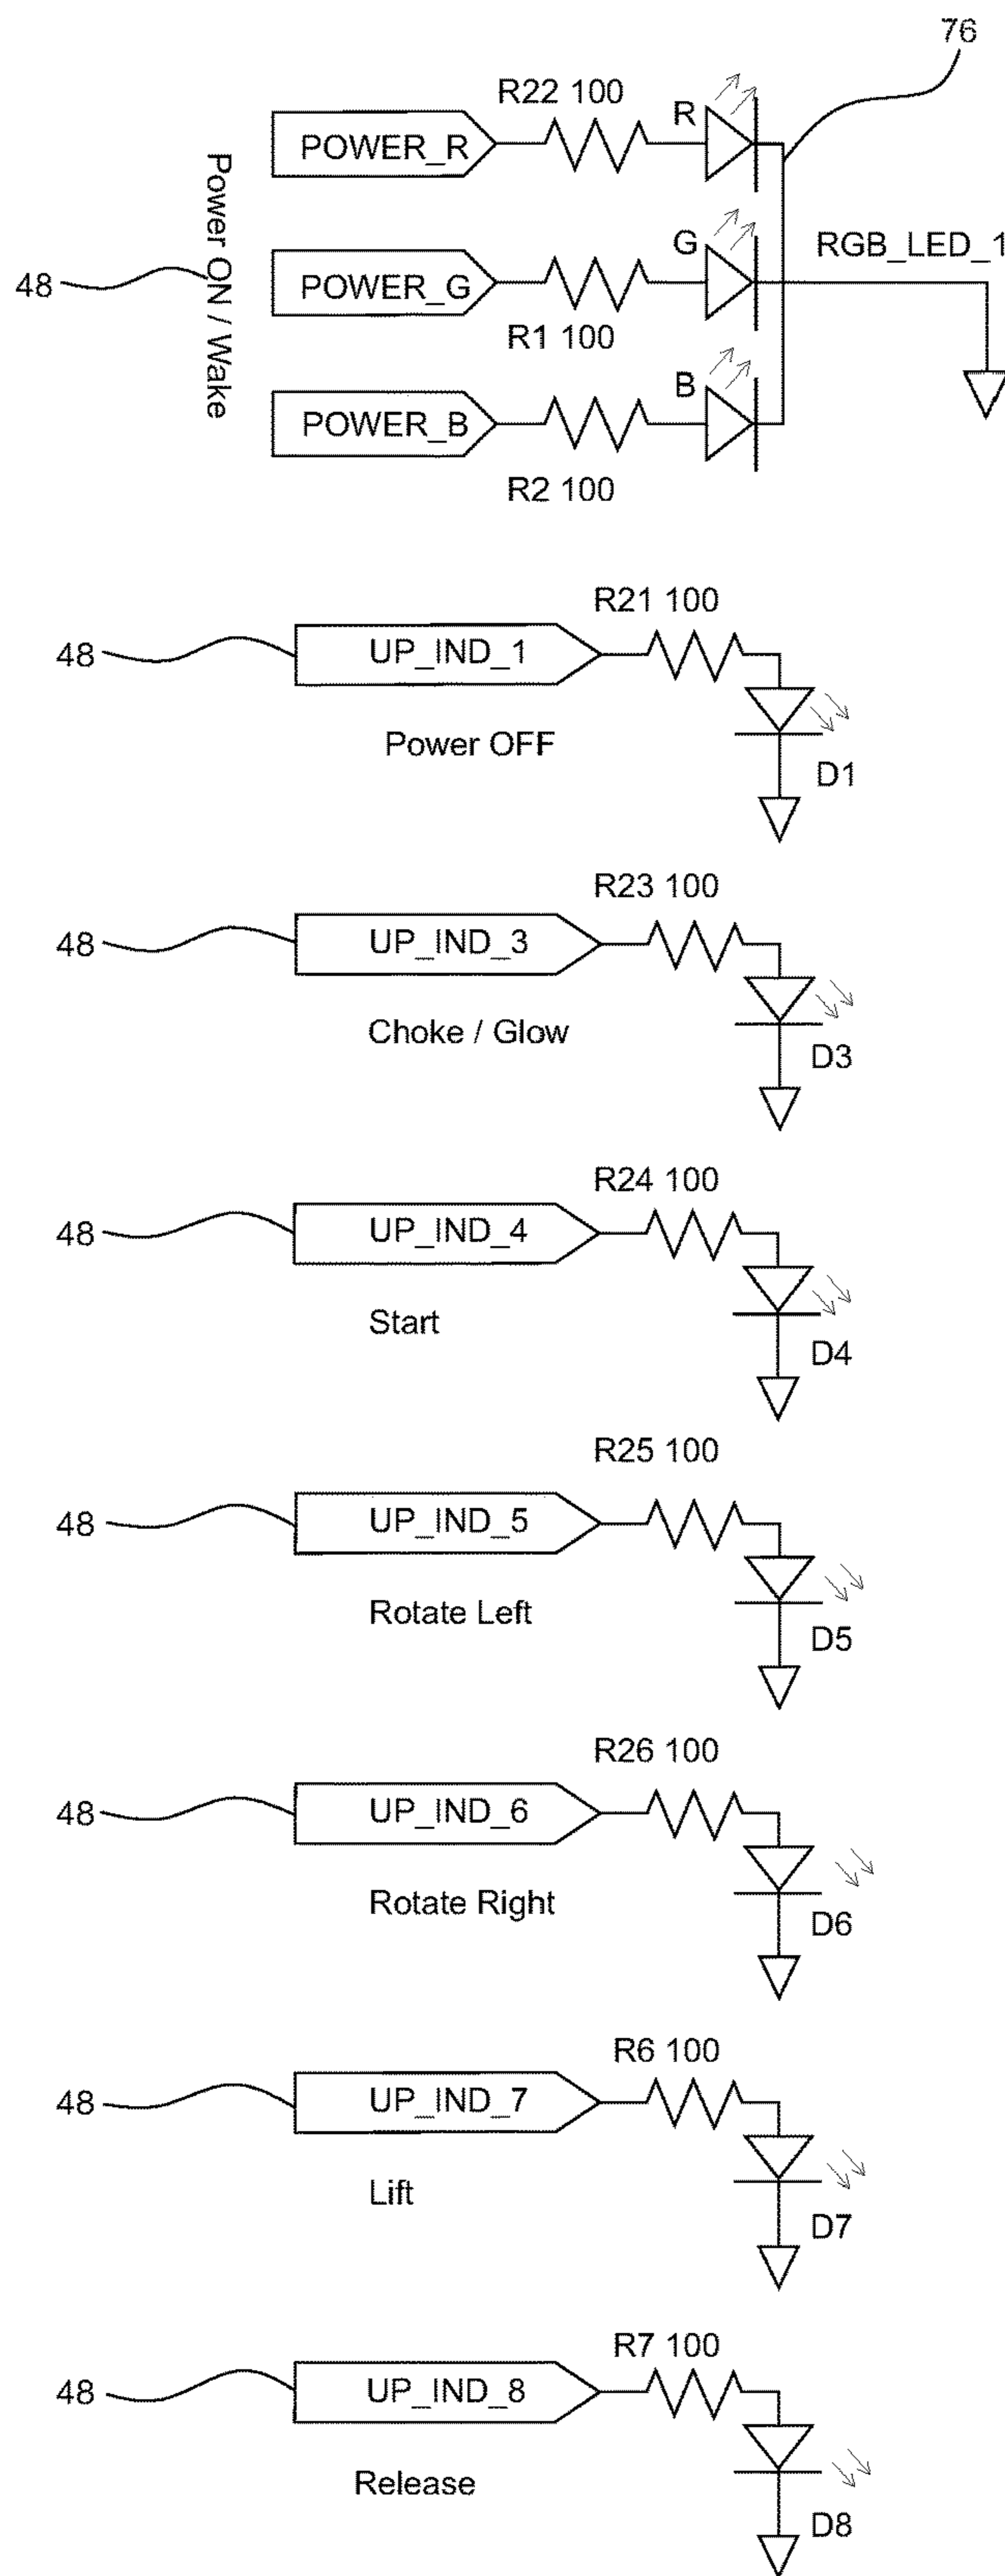 76
R22 100
R
POWER_R
Power ON / Wake
48
G
RGB_LED_1
POWER_G
R1 100
B
POWER_B
R2 100
R21 100
48
UP_IND_1
Power OFF
D1
R23 100
48
UP_IND_3
Choke / Glow
D3
R24 100
48
UP_IND_4
Start
D4
R25 100
48
UP_IND_5
Rotate Left
D5
R26 100
48
UP_IND_6
Rotate Right
D6
R6 100
48
UP_IND_7
Lift
D7
R7 100
48
UP_IND_8
Release
D8